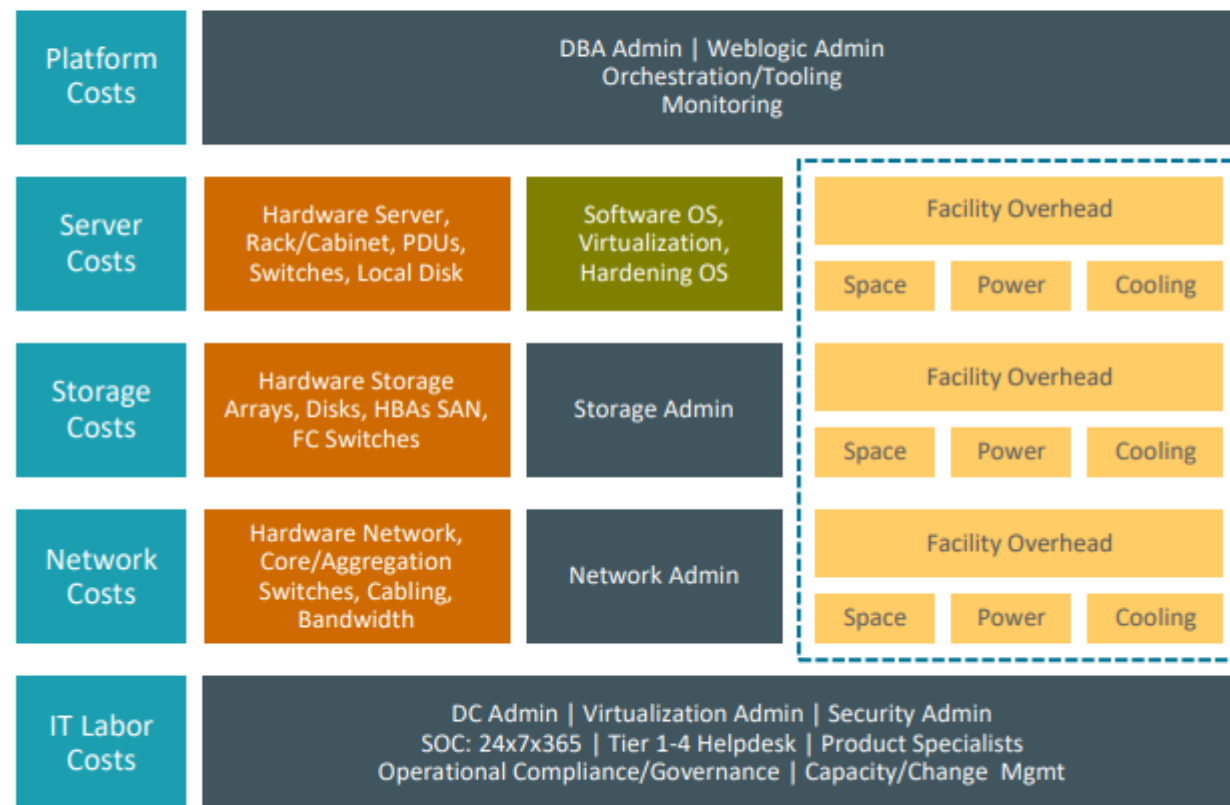 Platform
Costs
DBA Admin | Weblogic Admin
Orchestration/Tooling
Monitoring
Server
Costs
Hardware Server,
Rack/Cabinet, PDUs,
Switches, Local Disk
Software OS,
Virtualization,
Hardening OS
Facility Overhead
Space
Power
Cooling
Storage
Costs
Hardware Storage
Arrays, Disks, HBAs SAN,
FC Switches
Storage Admin
Facility Overhead
Space
Power
Cooling
Network
Costs
Hardware Network,
Core/Aggregation
Switches, Cabling,
Bandwidth
Network Admin
Facility Overhead
Space
Power
Cooling
IT Labor
Costs
DC Admin | Virtualization Admin | Security Admin
SOC: 24x7x365 | Tier 1-4 Helpdesk | Product Specialists
Operational Compliance/Governance | Capacity/Change Mgmt